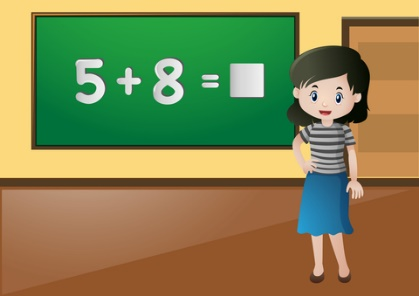 5 + 8 =